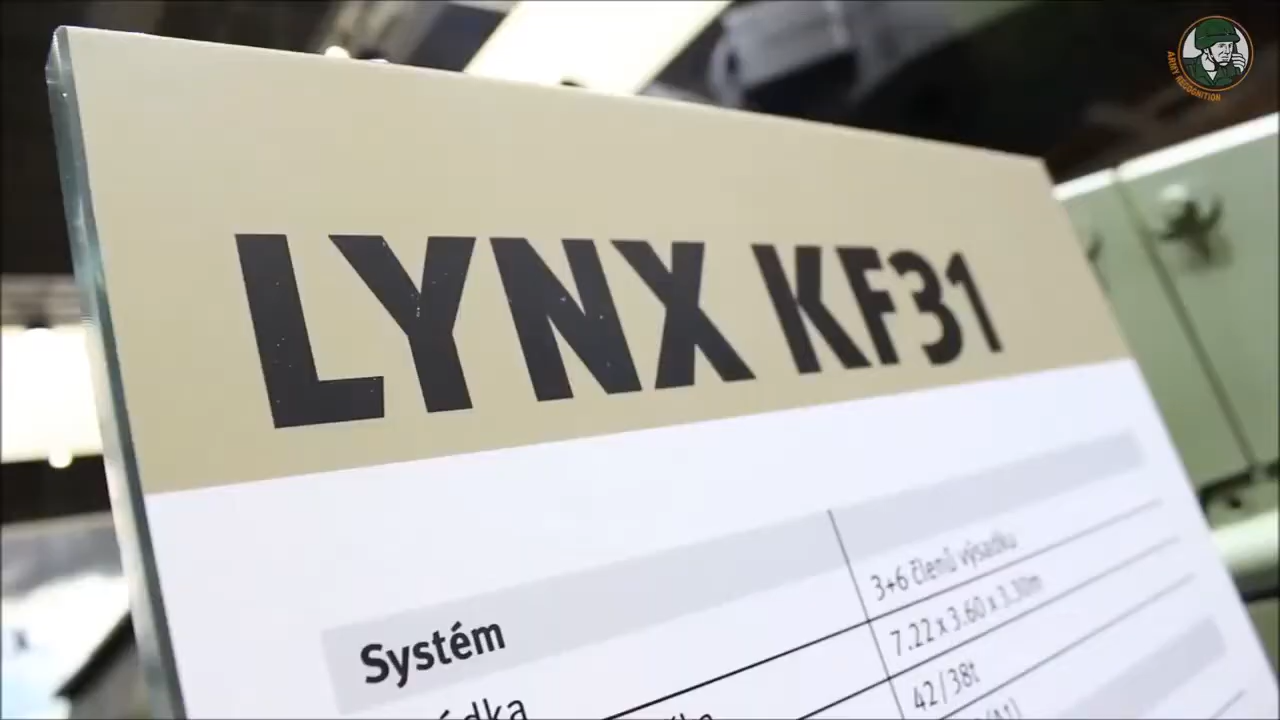 ARMY RECOGNITION
LYNX KF31
Systém
3+6 členů výsadku
7.22 x 3.60 x 3.30m
42/38t